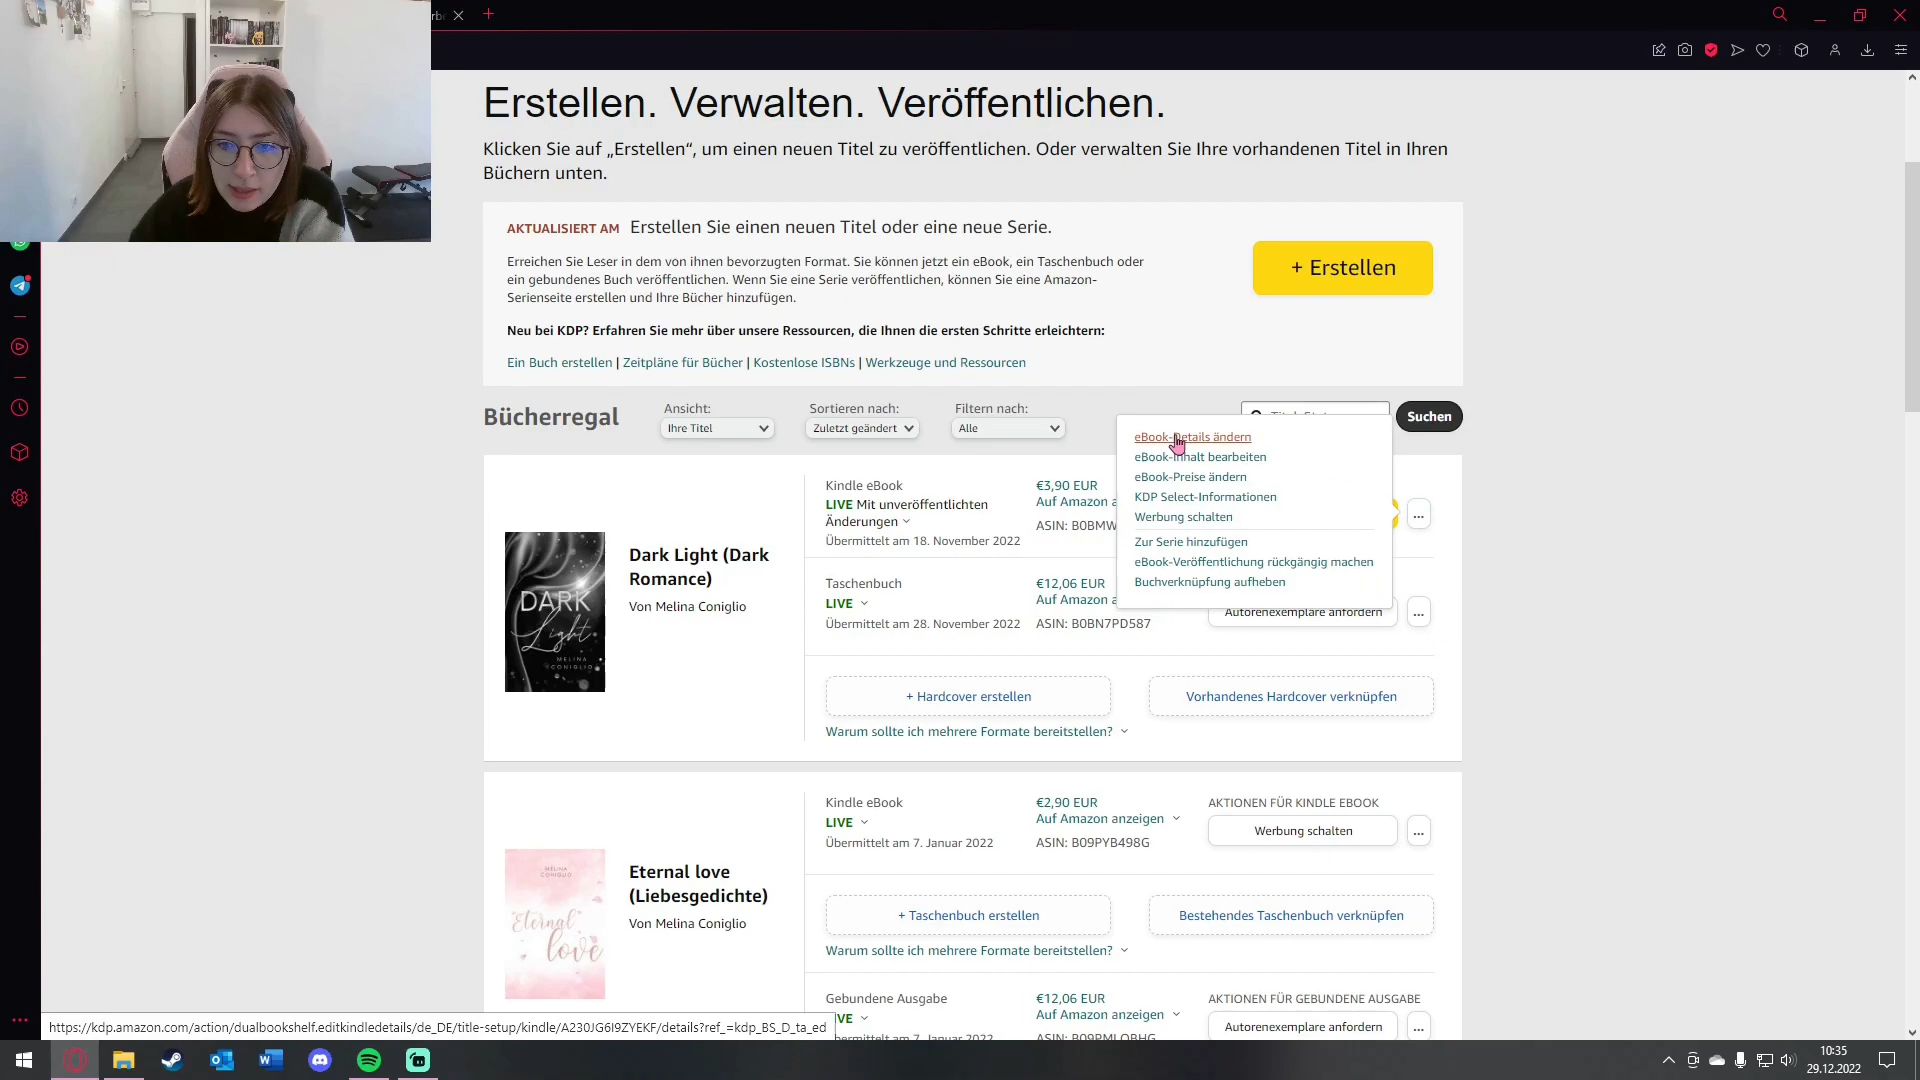 Erstellen. Verwalten. Veröffentlichen.
Klicken Sie auf „Erstellen“, um einen neuen Titel zu veröffentlichen. Oder verwalten Sie Ihre vorhandenen Titel in Ihren
Büchern unten.
AKTUALISIERT AM Erstellen Sie einen neuen Titel oder eine neue Serie.
Erreichen Sie Leser in dem von ihnen bevorzugten Format. Sie können jetzt ein eBook, ein Taschenbuch oder
ein gebundenes Buch veröffentlichen. Wenn Sie eine Serie veröffentlichen, können Sie eine Amazon-
Serienseite erstellen und Ihre Bücher hinzufügen.
+ Erstellen
Neu bei KDP? Erfahren Sie mehr über unsere Ressourcen, die Ihnen die ersten Schritte erleichtern:
Ein Buch erstellen | Zeitpläne für Bücher | Kostenlose ISBNs | Werkzeuge und Ressourcen
Bücherregal
Ansicht:
Ihre Titel
Sortieren nach:
Zuletzt geändert
Filtern nach:
Alle
Suchen
eBook-Details ändern
eBook-Inhalt bearbeiten
eBook-Preise ändern
KDP Select-Informationen
Werbung schalten
Zur Serie hinzufügen
eBook-Veröffentlichung rückgängig machen
Buchverknüpfung aufheben
DARK
Light
MELINA
CONIGLIO
Dark Light (Dark
Romance)
Von Melina Coniglio
Kindle eBook
LIVE Mit unveröffentlichten
Änderungen
Übermittelt am 18. November 2022
€3,90 EUR
Auf Amazon a
ASIN: B0BMW
...
Taschenbuch
LIVE
Übermittelt am 28. November 2022
€12,06 EUR
Auf Amazon a
ASIN: B0BN7PD587
Autorenexemplare anfordern
...
+ Hardcover erstellen
Vorhandenes Hardcover verknüpfen
Warum sollte ich mehrere Formate bereitstellen?
MELINA
CONIGLIO
Eternal
love
Eternal love
(Liebesgedichte)
Von Melina Coniglio
Kindle eBook
LIVE
Übermittelt am 7. Januar 2022
€2,90 EUR
Auf Amazon anzeigen
ASIN: B09PYB498G
AKTIONEN FÜR KINDLE EBOOK
Werbung schalten
...
+ Taschenbuch erstellen
Bestehendes Taschenbuch verknüpfen
Warum sollte ich mehrere Formate bereitstellen?
Gebundene Ausgabe
VE
€12,06 EUR
Auf Amazon anzeigen
AKTIONEN FÜR GEBUNDENE AUSGABE
Autorenexemplare anfordern
...
https://kdp.amazon.com/action/dualbookshelf.editkindledetails/de_DE/title-setup/kindle/A230JG6I9ZYEKF/details?ref_=kdp_BS_D_ta_ed
10:35
29.12.2022